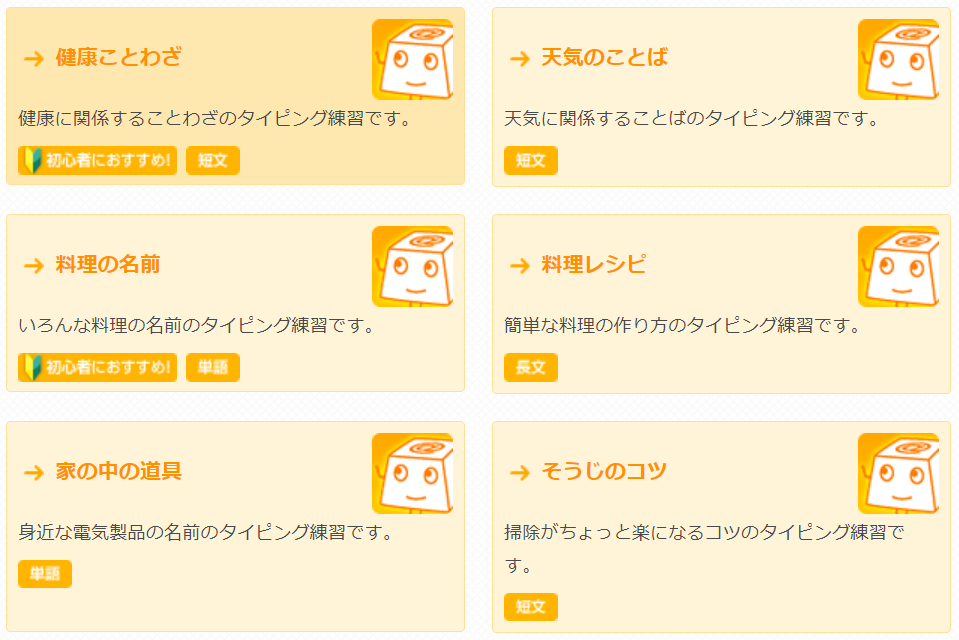 健康ことわざ
健康に関係することわざのタイピング練習です。
初心者におすすめ! 短文
天気のことば
天気に関係することばのタイピング練習です。
短文
料理の名前
いろんな料理の名前のタイピング練習です。
初心者におすすめ! 単語
料理レシピ
簡単な料理の作り方のタイピング練習です。
長文
家の中の道具
身近な電気製品の名前のタイピング練習です。
単語
そうじのコツ
掃除がちょっと楽になるコツのタイピング練習で
す。
短文